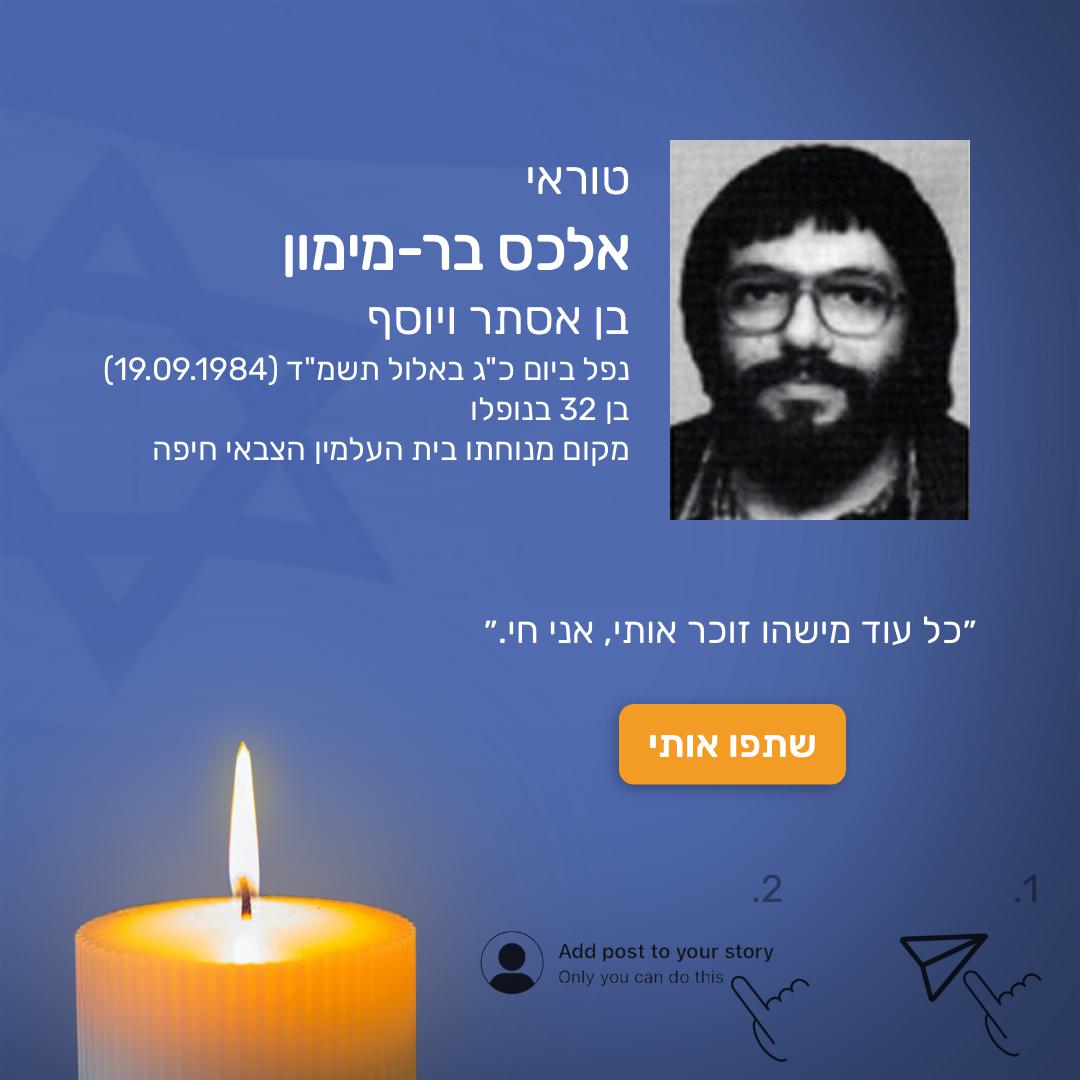 טוראי
אלכס בר-מימון
בן אסתר ויוסף
נפל ביום כ"ג באלול תשמ"ד (19.09.1984)
בן 32 בנופלו
מקום מנוחתו בית העלמין הצבאי חיפה
״כל עוד מישהו זוכר אותי, אני חי.״
שתפו אותי
1.
2.
Add post to your story
Only you can do this